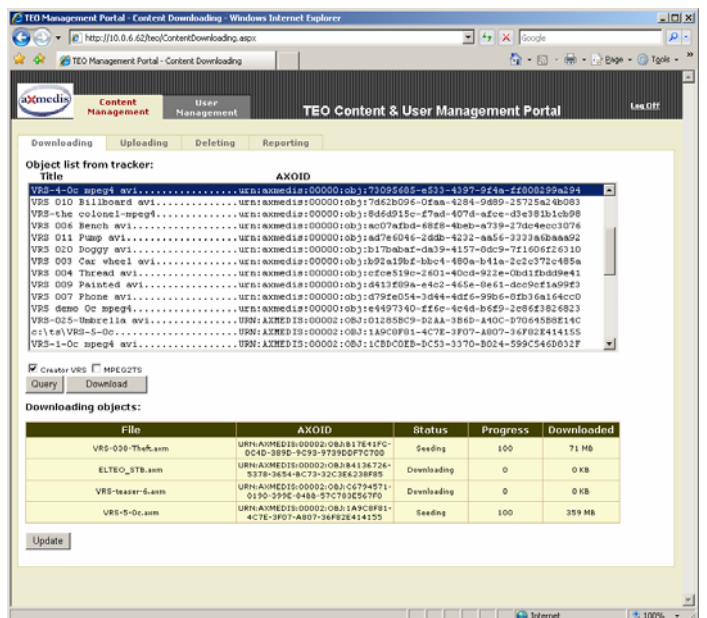 TEO Management Portal - Content Downloading - Windows Internet Explorer
http://10.0.6.62/teo/ContentDownloading.aspx
Google
TEO Management Portal - Content Downloading
Page
Tools
axmedis
Content Management
User Management
TEO Content & User Management Portal
Log Off
Downloading Uploading Deleting Reporting
Object list from tracker:
Title AXOID
VRS-4-0c mpeg4 avi................urn:axmedis:00000:obj:73095685-e533-4397-9f4a-ff008299a294
VRS 010 Billboard avi.............urn:axmedis:00000:obj:7d62b096-0faa-4284-9d89-25725a24b083
VRS-the colonel-mpeg4.............urn:axmedis:00000:obj:8d6d915c-f7ad-407d-afce-d3e381b1cb98
VRS 006 Bench avi.................urn:axmedis:00000:obj:ac07afbd-68f8-4beb-a739-27dc4ecc3076
VRS 011 Pump avi..................urn:axmedis:00000:obj:ad7e6046-2ddb-4232-aa56-3333a6baaa92
VRS 020 Doggy avi.................urn:axmedis:00000:obj:b17babaf-da39-4157-8dc9-7f1606f26310
VRS 003 Car wheel avi.............urn:axmedis:00000:obj:b92a19bf-bbc4-480a-b41a-2c2c372c485a
VRS 004 Thread avi................urn:axmedis:00000:obj:cfce519c-2601-40cd-922e-0bd1fbdd9e41
VRS 009 Painted avi...............urn:axmedis:00000:obj:d413f89a-e4c2-465e-8e61-dcc9cf1a99f3
VRS 007 Phone avi.................urn:axmedis:00000:obj:d79fe054-3d44-4df6-99b6-8fb36a164cc0
VRS demo 0c mpeg4.................urn:axmedis:00000:obj:e4497340-ff6c-4c4d-b6f9-2c86f3826823
VRS-025-Umbrella avi..............URN:AXMEDIS:00002:OBJ:01285BC9-D2AA-3B6D-A40C-D7064588E14C
c:\ts\VRS-5-0c....................URN:AXMEDIS:00002:OBJ:1A9C8F81-4C7E-3F07-A807-36F82E414155
VRS-1-0c mpeg4 avi................URN:AXMEDIS:00002:OBJ:1CBDC0EB-DC53-3370-B024-599C546D032F
Creator VRS MPEG2TS
Query Download
Downloading objects:
File AXOID Status Progress Downloaded
VRS-030-Theft.axm URN:AXMEDIS:00002:OBJ:B17E41FC-0C4D-389D-9C93-9739DDF7C700 Seeding 100 71 MB
ELTEO_STB.axm URN:AXMEDIS:00002:OBJ:84136726-5378-3654-BC73-32C3E6238F85 Downloading 0 0 KB
VRS-teaser-6.axm URN:AXMEDIS:00002:OBJ:C6794571-0190-399E-84B8-57C703E567F0 Downloading 0 0 KB
VRS-5-0c.axm URN:AXMEDIS:00002:OBJ:1A9C8F81-4C7E-3F07-A807-36F82E414155 Seeding 100 359 MB
Update
Internet
100%